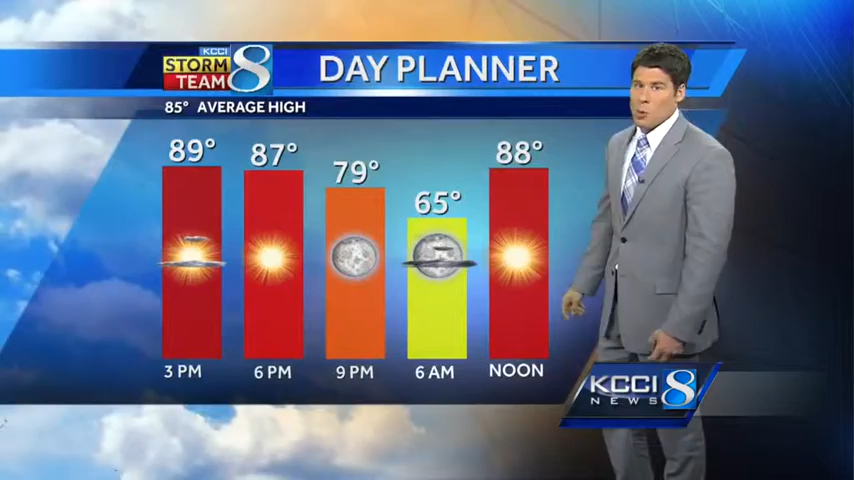 KCCI
STORM
TEAM 8
DAY PLANNER
85° AVERAGE HIGH
89° 87° 79° 65° 88°
3 PM 6 PM 9 PM 6 AM NOON
KCCI 8
NEWS